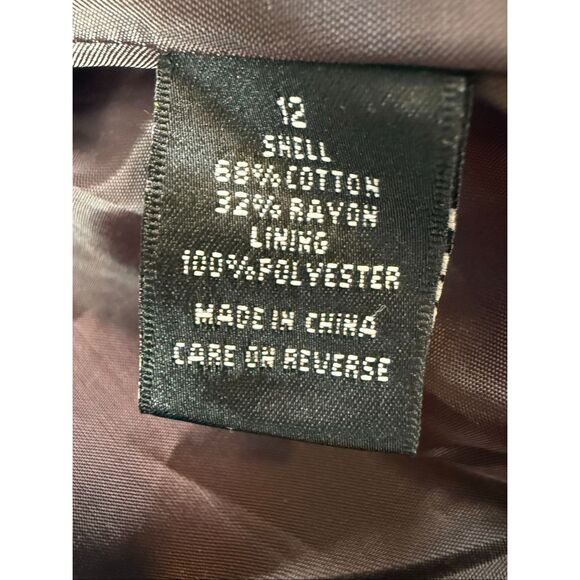 12
SHELL
68% COTTON
32% RAYON
LINING
100% POLYESTER
MADE IN CHINA
CARE ON REVERSE